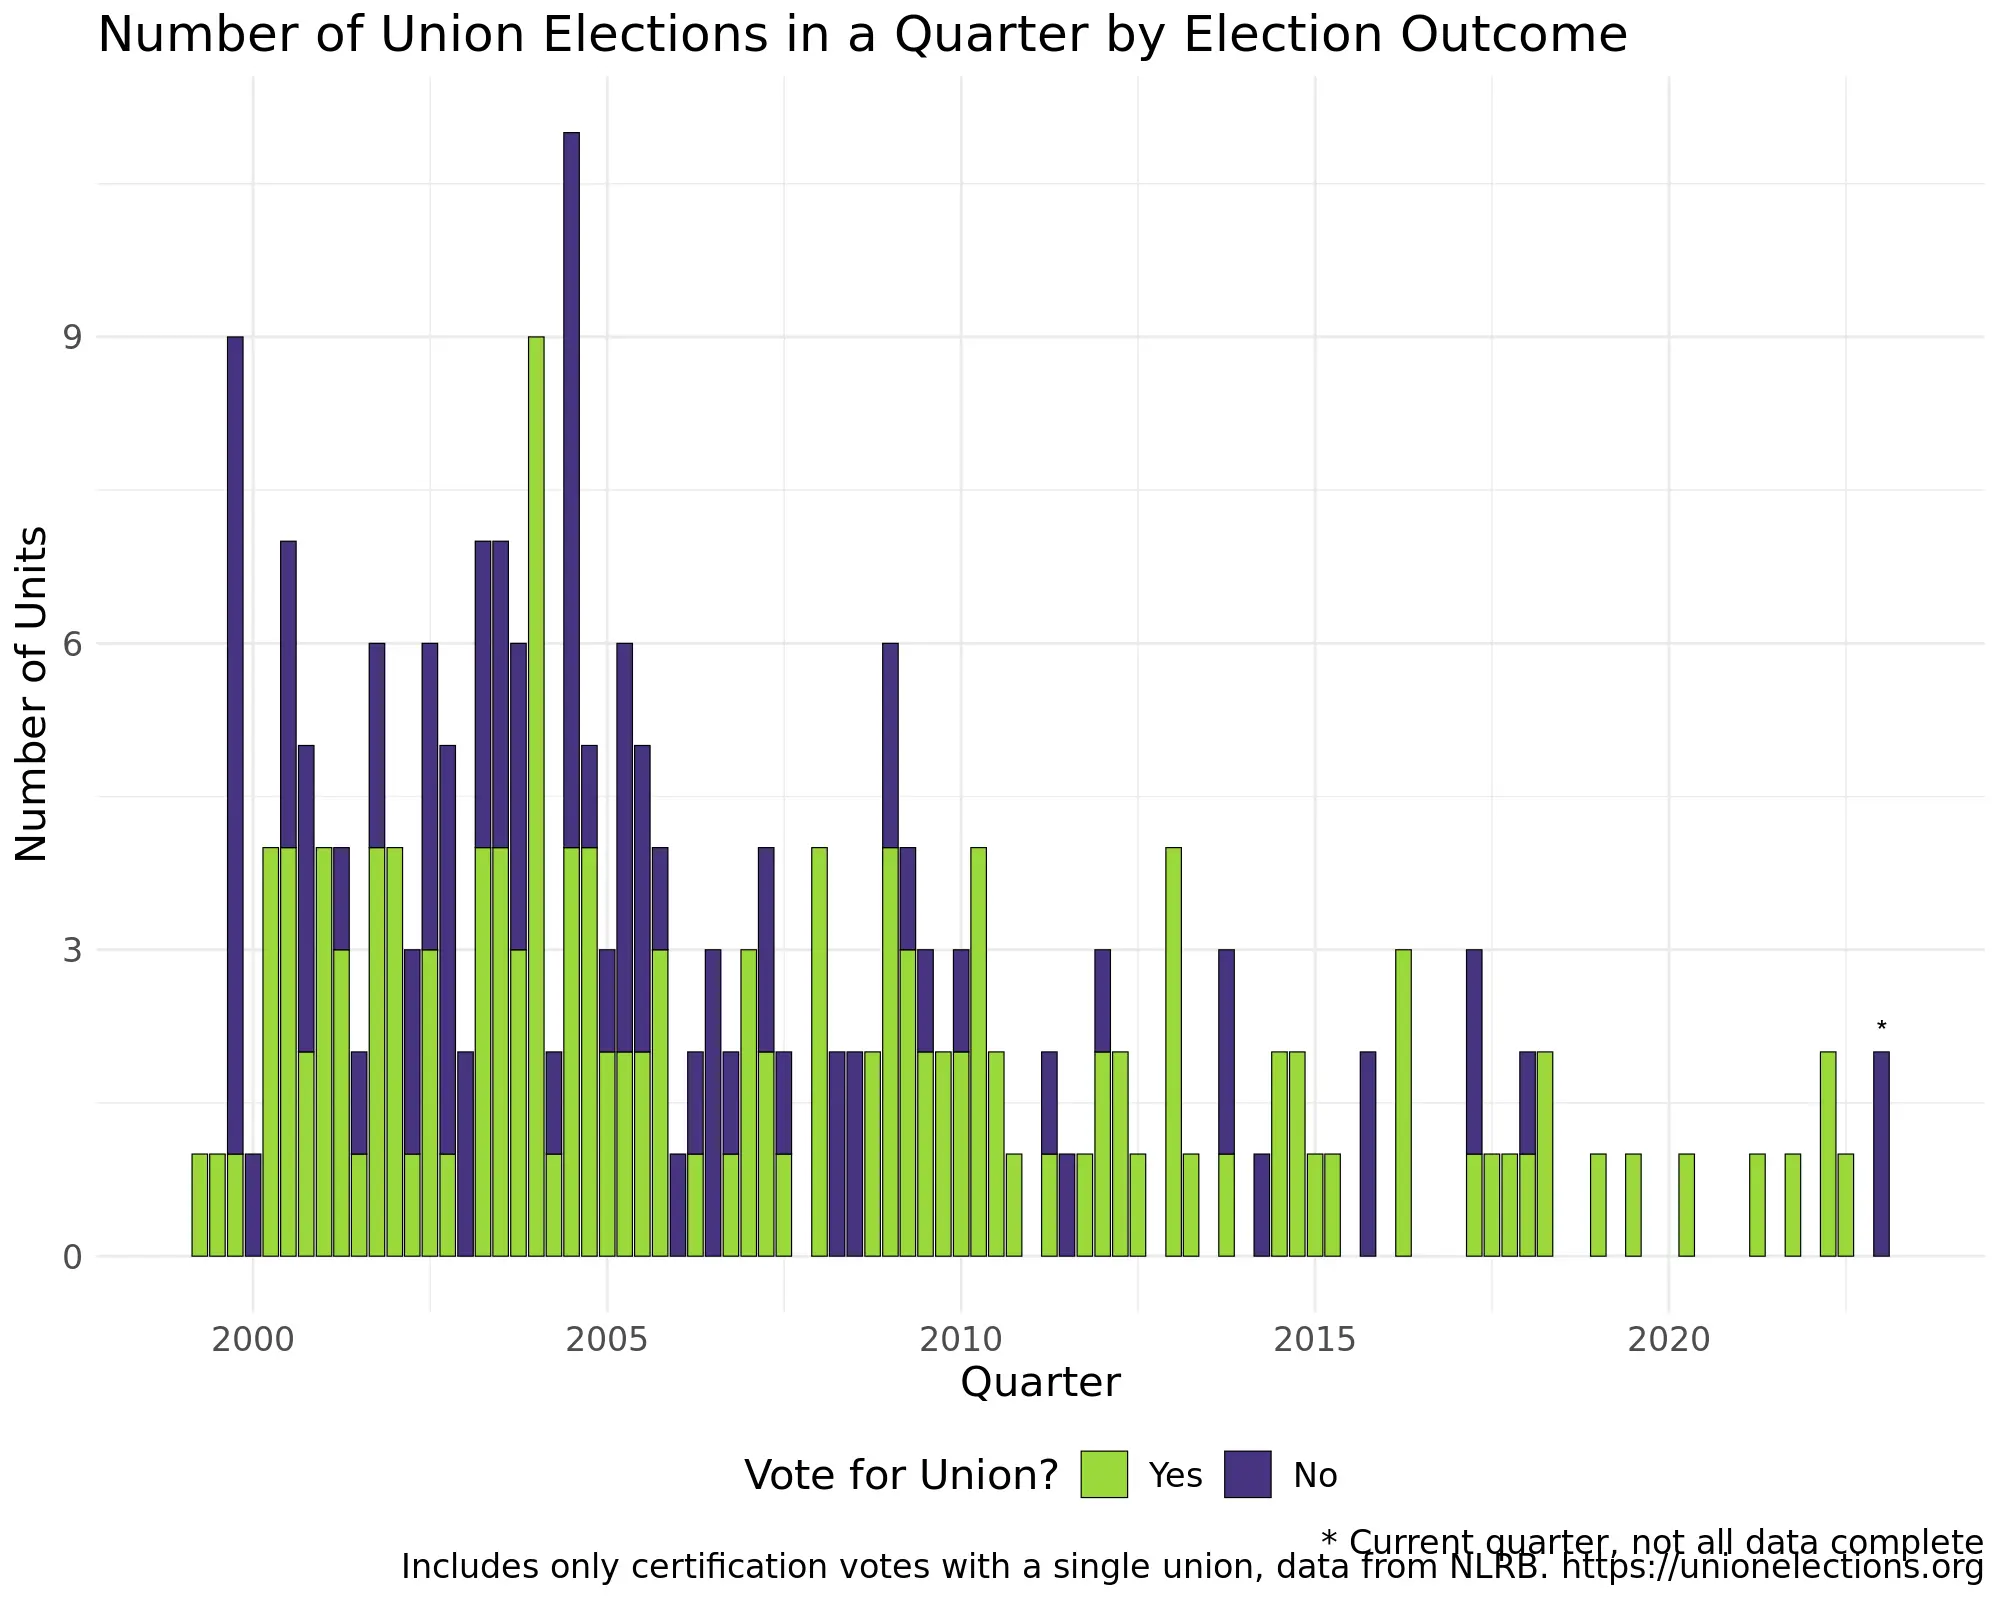 Number of Union Elections in a Quarter by Election Outcome
Number of Units
9
6
3
0
*
2000 2005 2010 2015 2020
Quarter
Vote for Union? Yes No
* Current quarter, not all data complete
Includes only certification votes with a single union, data from NLRB. https://unionelections.org